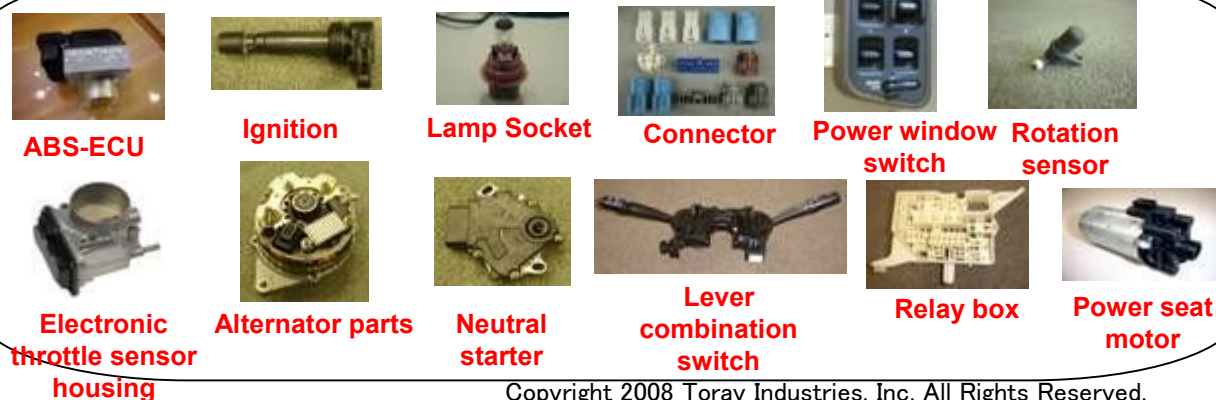 ABS-ECU
Ignition
Lamp Socket
Connector
Power window
switch
Rotation
sensor
Electronic
throttle sensor
housing
Alternator parts
Neutral
starter
Lever
combination
switch
Relay box
Power seat
motor
Copyright 2008 Toray Industries, Inc. All Rights Reserved.